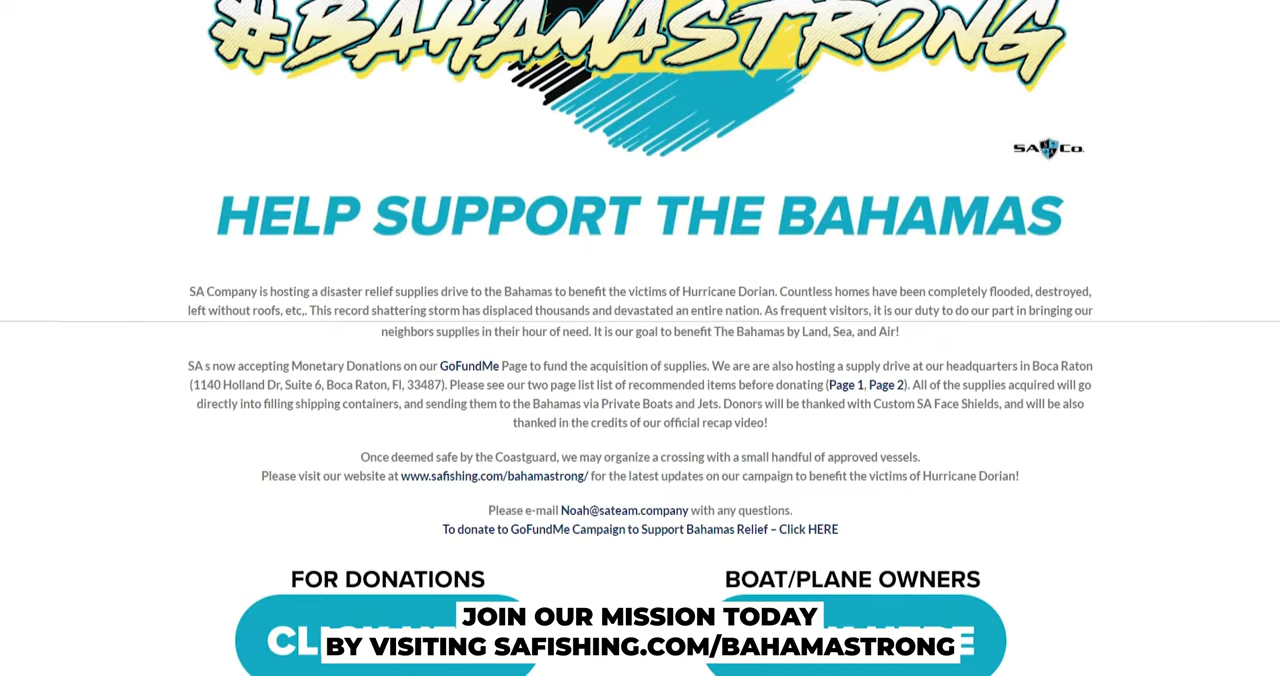 #BAHAMASTRONG
SA Co.
HELP SUPPORT THE BAHAMAS
SA Company is hosting a disaster relief supplies drive to the Bahamas to benefit the victims of Hurricane Dorian. Countless homes have been completely flooded, destroyed,
left without roofs, etc,. This record shattering storm has displaced thousands and devastated an entire nation. As frequent visitors, it is our duty to do our part in bringing our
neighbors supplies in their hour of need. It is our goal to benefit The Bahamas by Land, Sea, and Air!
SA s now accepting Monetary Donations on our GoFundMe Page to fund the acquisition of supplies. We are are also hosting a supply drive at our headquarters in Boca Raton
(1140 Holland Dr, Suite 6, Boca Raton, Fl, 33487). Please see our two page list list of recommended items before donating (Page 1, Page 2). All of the supplies acquired will go
directly into filling shipping containers, and sending them to the Bahamas via Private Boats and Jets. Donors will be thanked with Custom SA Face Shields, and will be also
thanked in the credits of our official recap video!
Once deemed safe by the Coastguard, we may organize a crossing with a small handful of approved vessels.
Please visit our website at www.safishing.com/bahamastrong/ for the latest updates on our campaign to benefit the victims of Hurricane Dorian!
Please e-mail Noah@sateam.company with any questions.
To donate to GoFundMe Campaign to Support Bahamas Relief – Click HERE
FOR DONATIONS
BOAT/PLANE OWNERS
JOIN OUR MISSION TODAY
BY VISITING SAFISHING.COM/BAHAMASTRONG